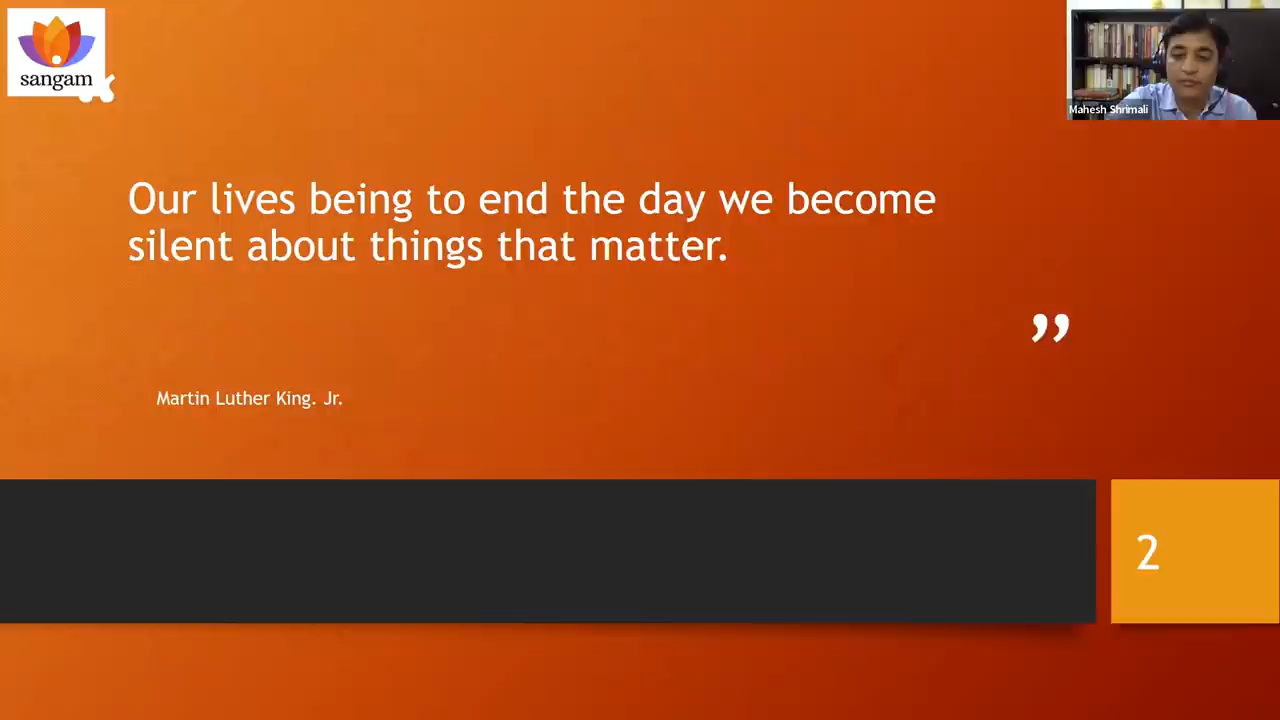 sangam
Mahesh Shrimali
Our lives being to end the day we become
silent about things that matter.
”
Martin Luther King. Jr.
2